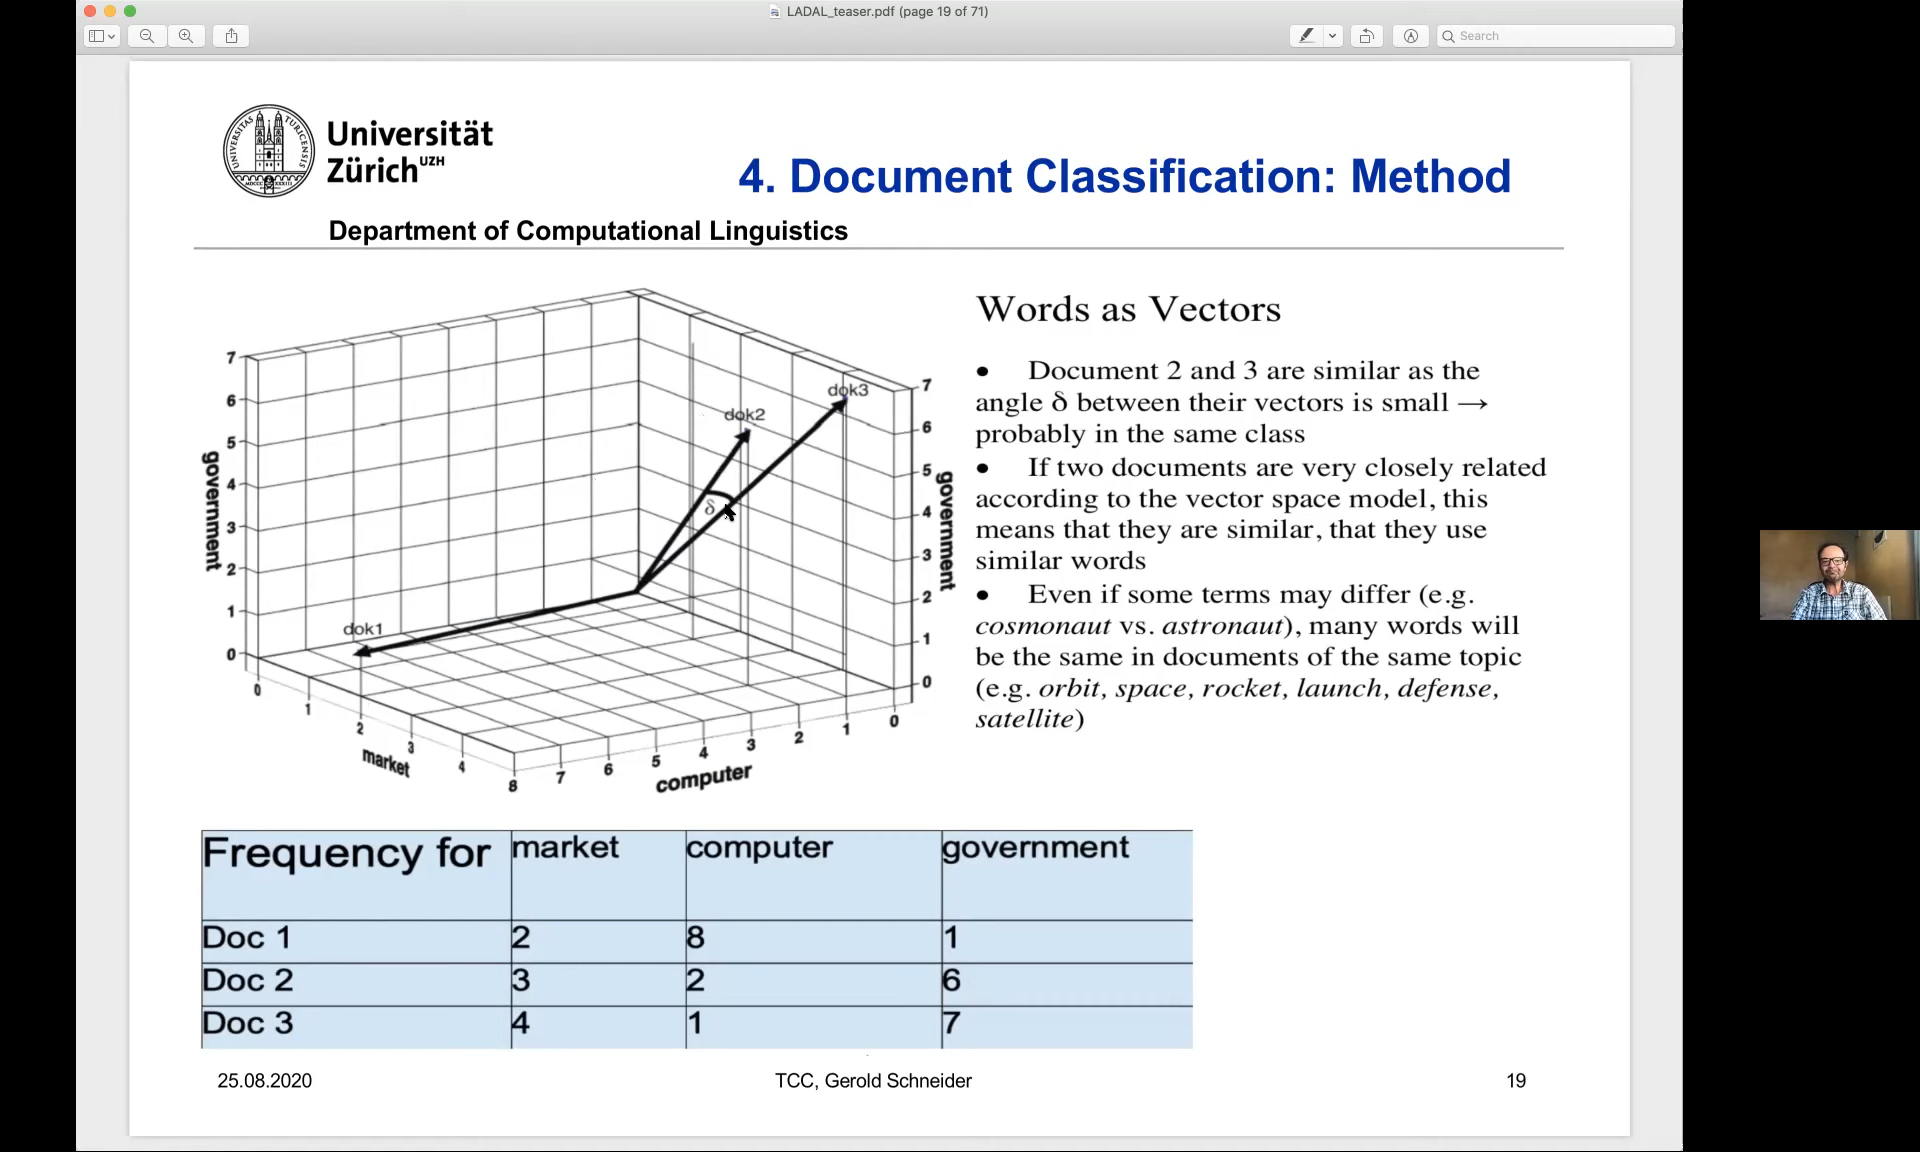 LADAL_teaser.pdf (page 19 of 71)
Search
UNIVERSITAS TURICENSIS
MDCCC XXXIII
Universität
Zürich UZH
4. Document Classification: Method
Department of Computational Linguistics
Words as Vectors
• Document 2 and 3 are similar as the
angle δ between their vectors is small →
probably in the same class
• If two documents are very closely related
according to the vector space model, this
means that they are similar, that they use
similar words
• Even if some terms may differ (e.g.
cosmonaut vs. astronaut), many words will
be the same in documents of the same topic
(e.g. orbit, space, rocket, launch, defense,
satellite)
7
6
5
4
3
2
1
0
government
dok1
dok2
dok3
δ
7
6
5
4
3
2
1
0
government
0
1
2
3
4
market
8
7
6
5
4
3
2
1
0
computer
Frequency for market computer government
Doc 1 2 8 1
Doc 2 3 2 6
Doc 3 4 1 7
25.08.2020 TCC, Gerold Schneider 19